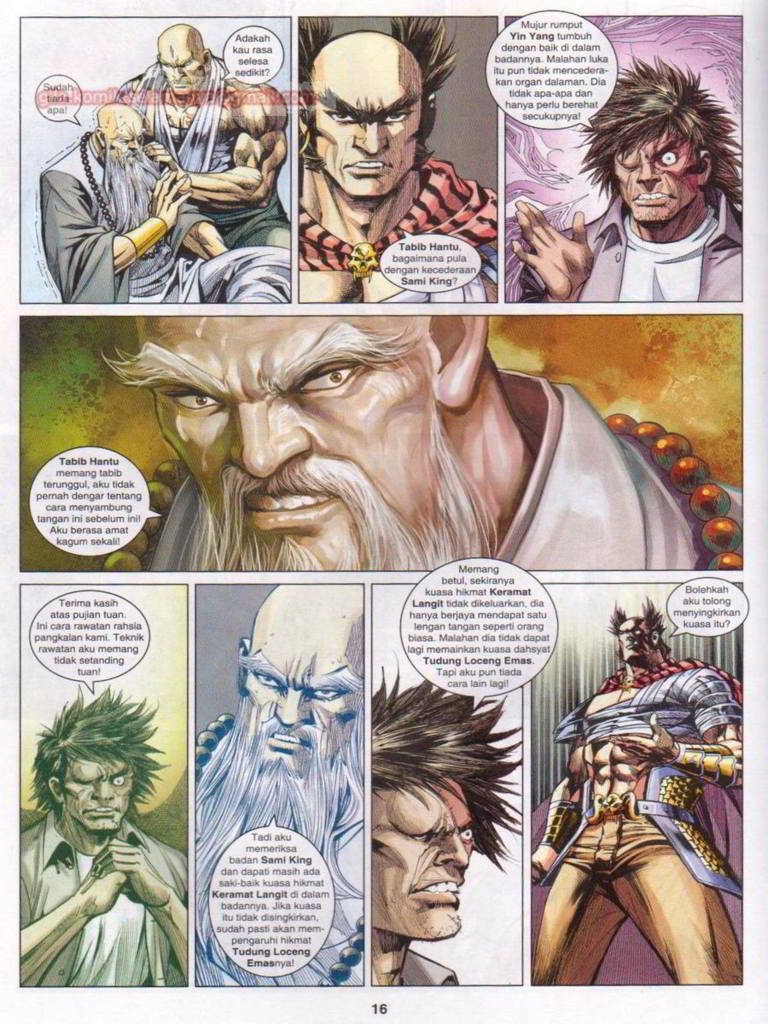 Adakah
kau rasa
selesa
sedikit?
Sudah
tiada
apa!
Tabib Hantu,
bagaimana pula
dengan kecederaan
Sami King?
Mujur rumput
Yin Yang tumbuh
dengan baik di dalam
badannya. Malahan luka
itu pun tidak mencedera-
kan organ dalaman. Dia
tidak apa-apa dan
hanya perlu berehat
secukupnya!
Tabib Hantu
memang tabib
terunggul, aku tidak
pernah dengar tentang
cara menyambung
tangan ini sebelum ini!
Aku berasa amat
kagum sekali!
Terima kasih
atas pujian tuan.
Ini cara rawatan rahsia
pangkalan kami. Teknik
rawatan aku memang
tidak setanding
tuan!
Tadi aku
memeriksa
badan Sami King
dan dapati masih ada
saki-baik kuasa hikmat
Keramat Langit di dalam
badannya. Jika kuasa
itu tidak disingkirkan,
sudah pasti akan mem-
pengaruhi hikmat
Tudung Loceng
Emasnya!
Memang
betul, sekiranya
kuasa hikmat Keramat
Langit tidak dikeluarkan, dia
hanya berjaya mendapat satu
lengan tangan seperti orang
biasa. Malahan dia tidak dapat
lagi memainkan kuasa dahsyat
Tudung Loceng Emas.
Tapi aku pun tiada
cara lain lagi!
Bolehkah
aku tolong
menyingkirkan
kuasa itu?
16